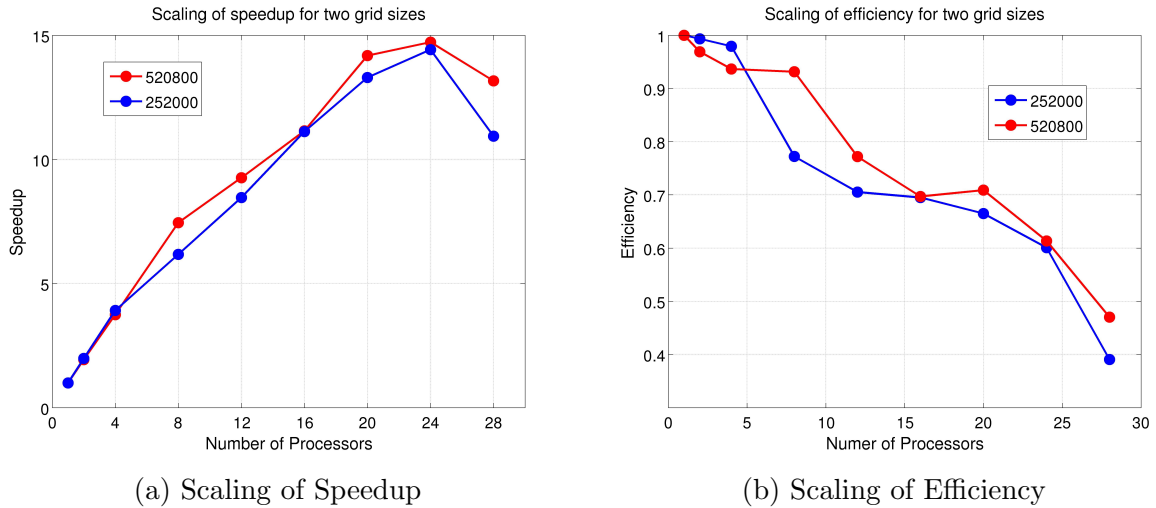 Scaling of speedup for two grid sizes
15
10
5
0
Speedup
520800
252000
0 4 8 12 16 20 24 28
Number of Processors
(a) Scaling of Speedup
Scaling of efficiency for two grid sizes
1
0.9
0.8
0.7
0.6
0.5
0.4
Efficiency
252000
520800
0 5 10 15 20 25 30
Numer of Processors
(b) Scaling of Efficiency